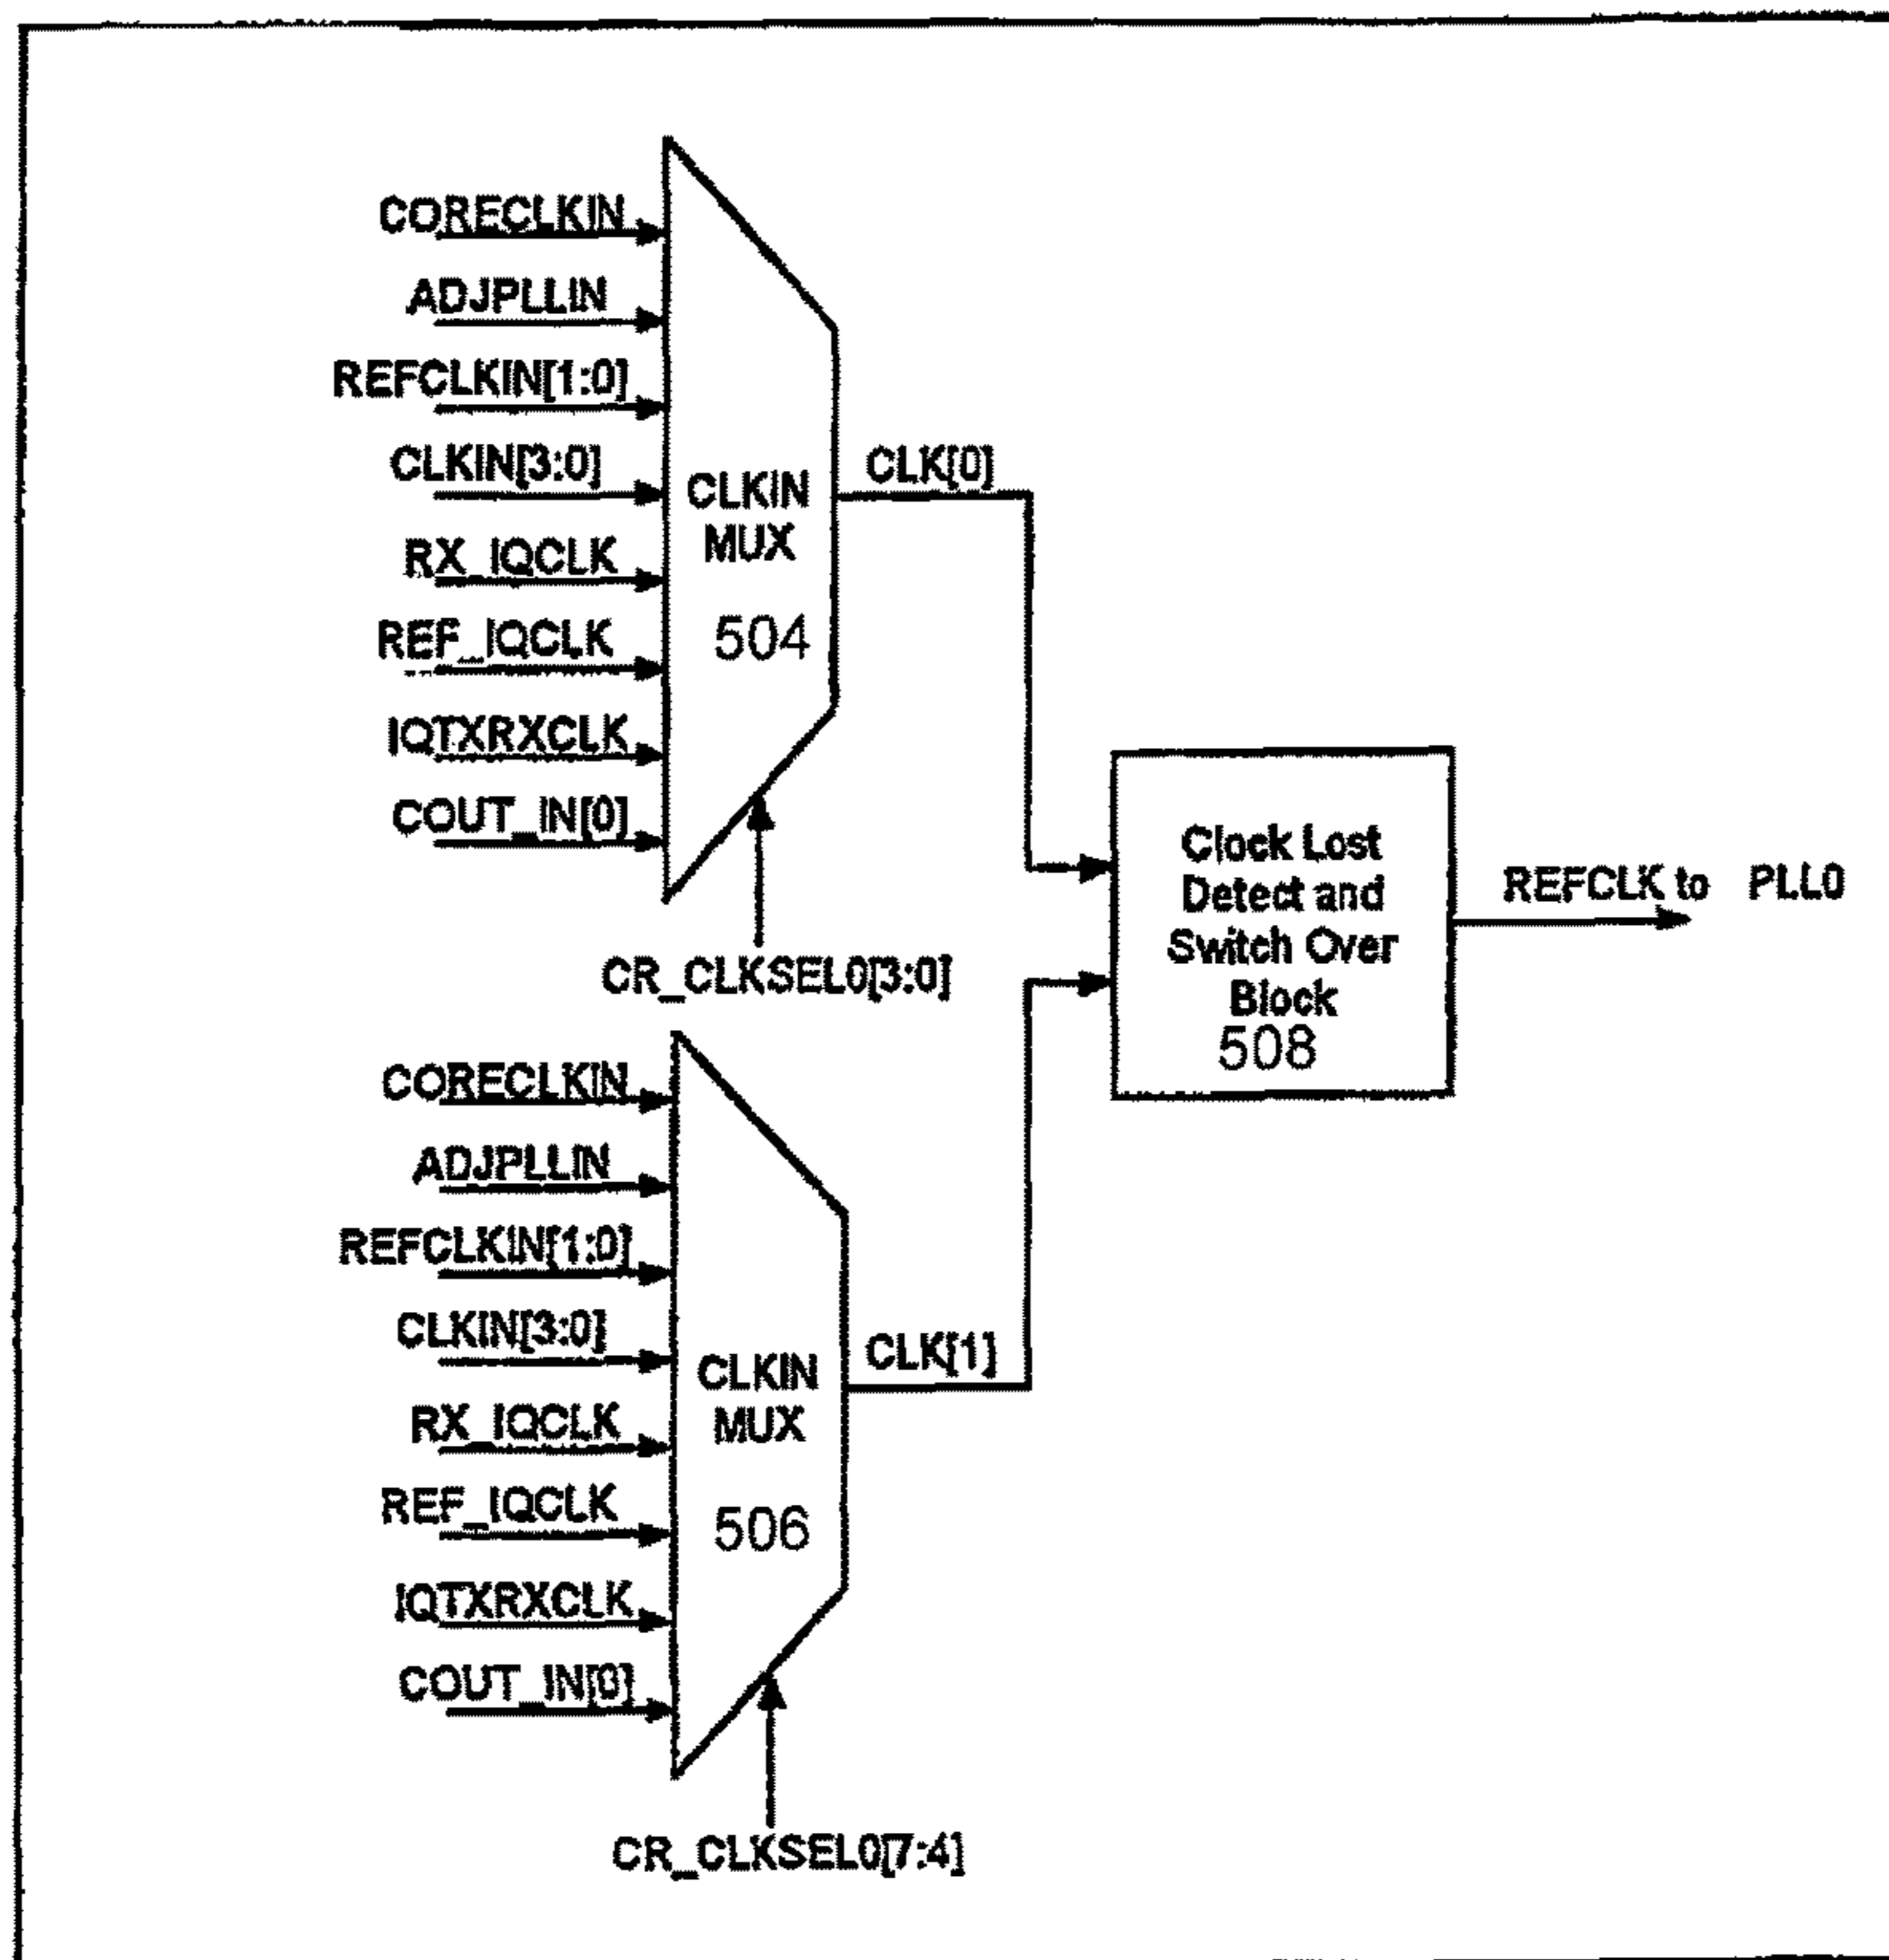 CORECLKIN
ADJPLLIN
REFCLKIN[1:0]
CLKIN[3:0]
RX_IQCLK
REF_IQCLK
IQTXRXCLK
COUT_IN[0]
CLKIN
MUX
504
CLK[0]
CR_CLKSEL0[3:0]
Clock Lost
Detect and
Switch Over
Block
508
REFCLK to PLL0
CORECLKIN
ADJPLLIN
REFCLKIN[1:0]
CLKIN[3:0]
RX_IQCLK
REF_IQCLK
IQTXRXCLK
COUT_IN[0]
CLKIN
MUX
506
CLK[1]
CR_CLKSEL0[7:4]